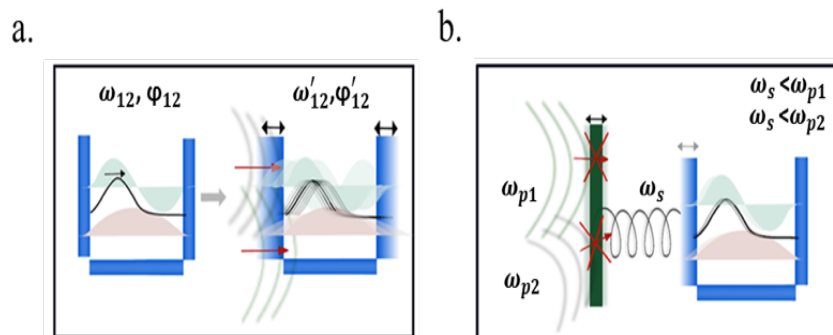 a.
b.
ω₁₂, φ₁₂
ω′₁₂,φ′₁₂
ωₛ <ωₚ₁
ωₛ <ωₚ₂
ωₚ₁
ωₛ
ωₚ₂